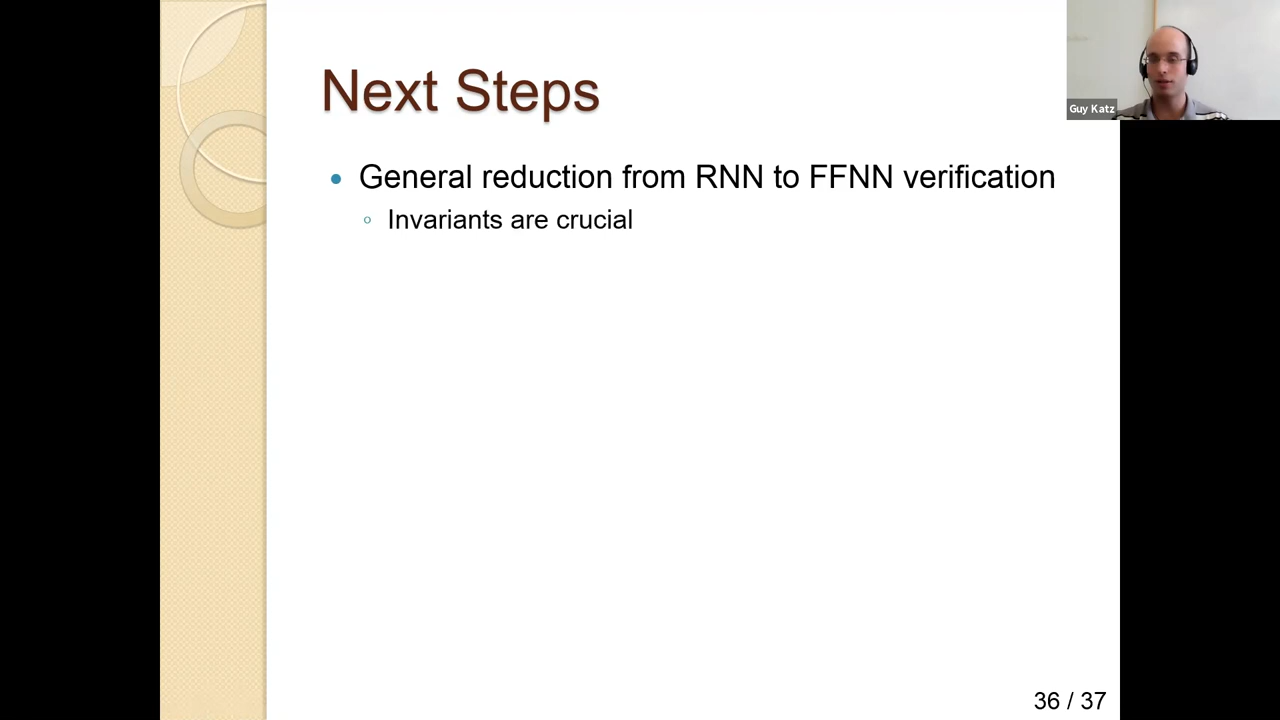 Next Steps
Guy Katz
General reduction from RNN to FFNN verification
Invariants are crucial
36 / 37